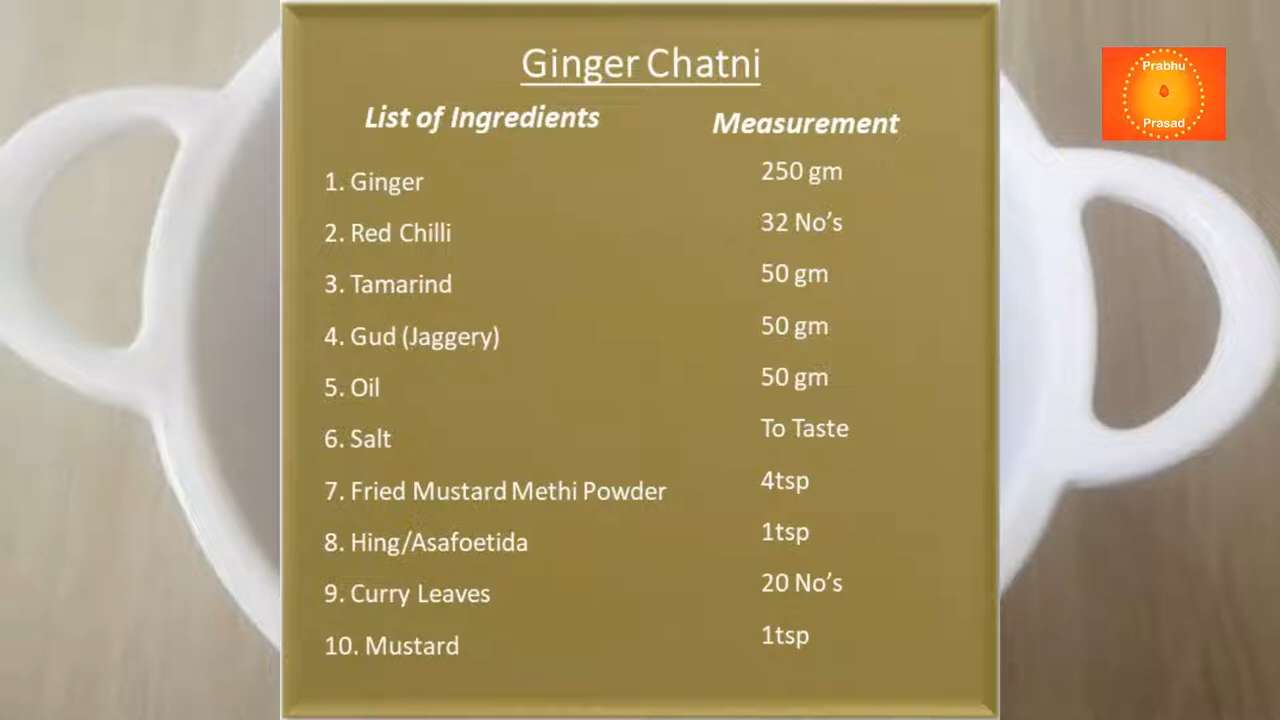 Ginger Chatni
List of Ingredients Measurement
1. Ginger 250 gm
2. Red Chilli 32 No's
3. Tamarind 50 gm
4. Gud (Jaggery) 50 gm
5. Oil 50 gm
6. Salt To Taste
7. Fried Mustard Methi Powder 4tsp
8. Hing/Asafoetida 1tsp
9. Curry Leaves 20 No's
10. Mustard 1tsp
Prabhu
Prasad